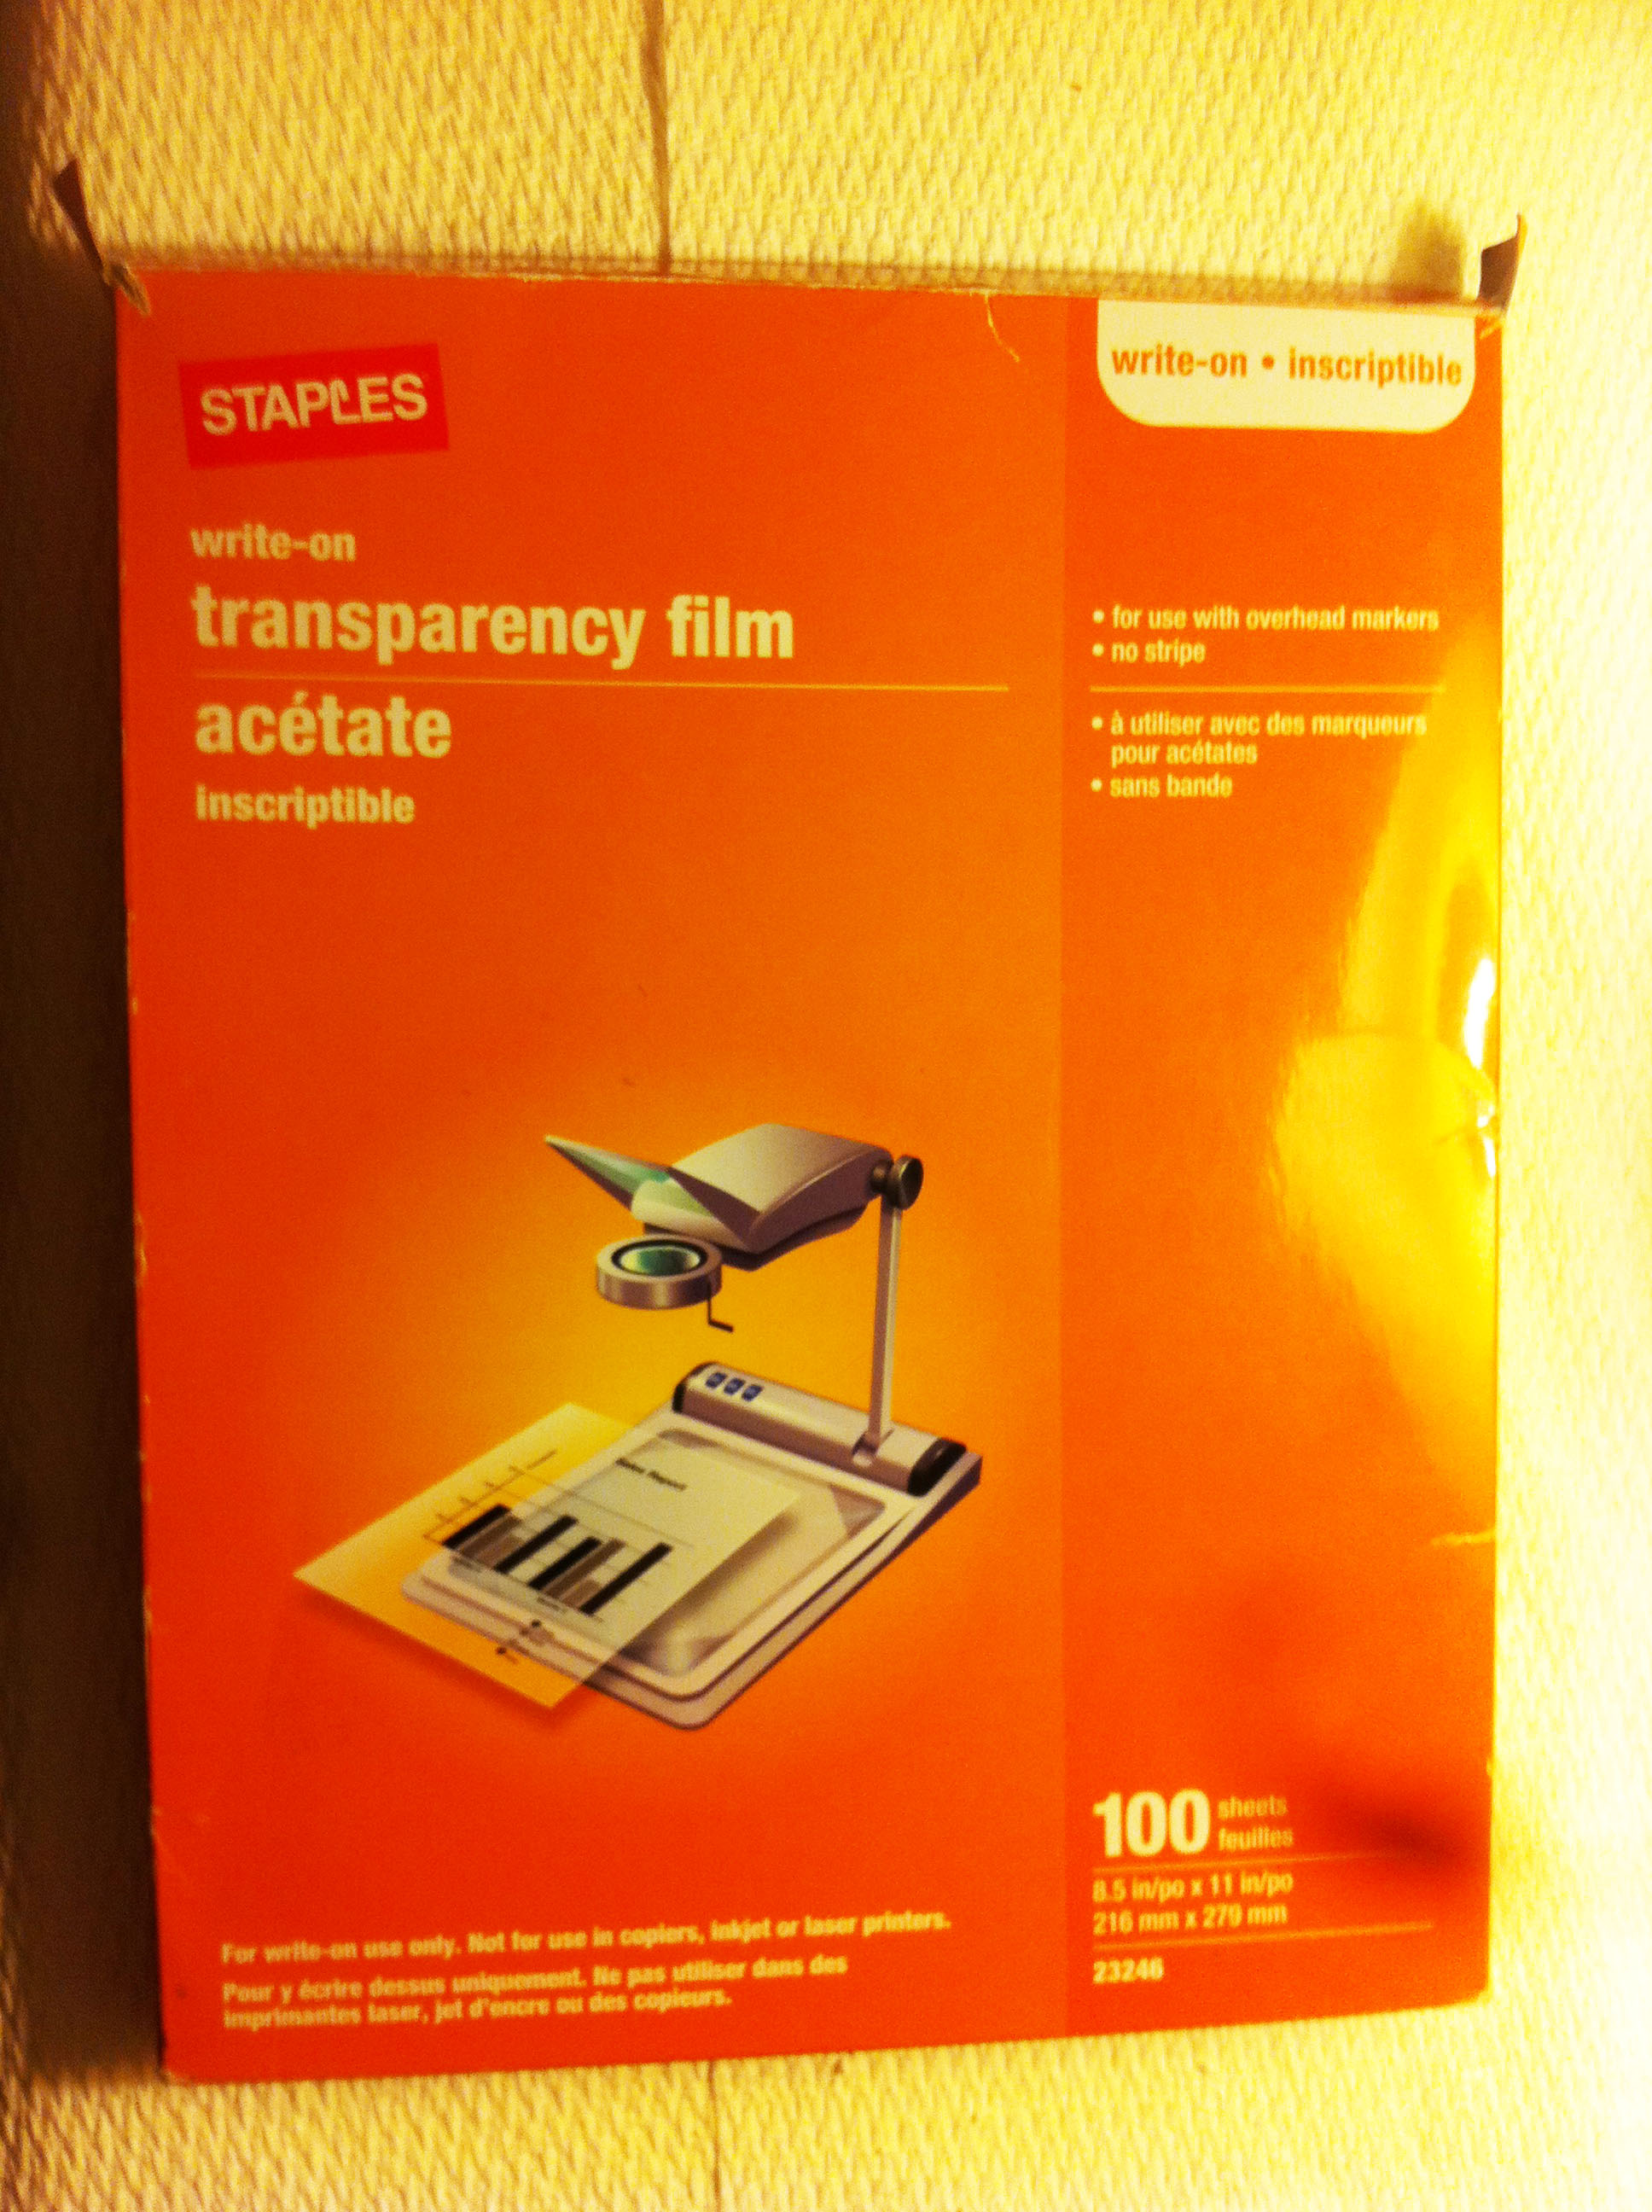 STAPLES
write-on • inscriptible
write-on
transparency film
acétate
inscriptible
• for use with overhead markers
• no stripe
• à utiliser avec des marqueurs
pour acétates
• sans bande
Sales Report
100 sheets
feuilles
8.5 in/po x 11 in/po
216 mm x 279 mm
23246
For write-on use only. Not for use in copiers, inkjet or laser printers.
Pour y écrire dessus uniquement. Ne pas utiliser dans des
imprimantes laser, jet d'encre ou des copieurs.